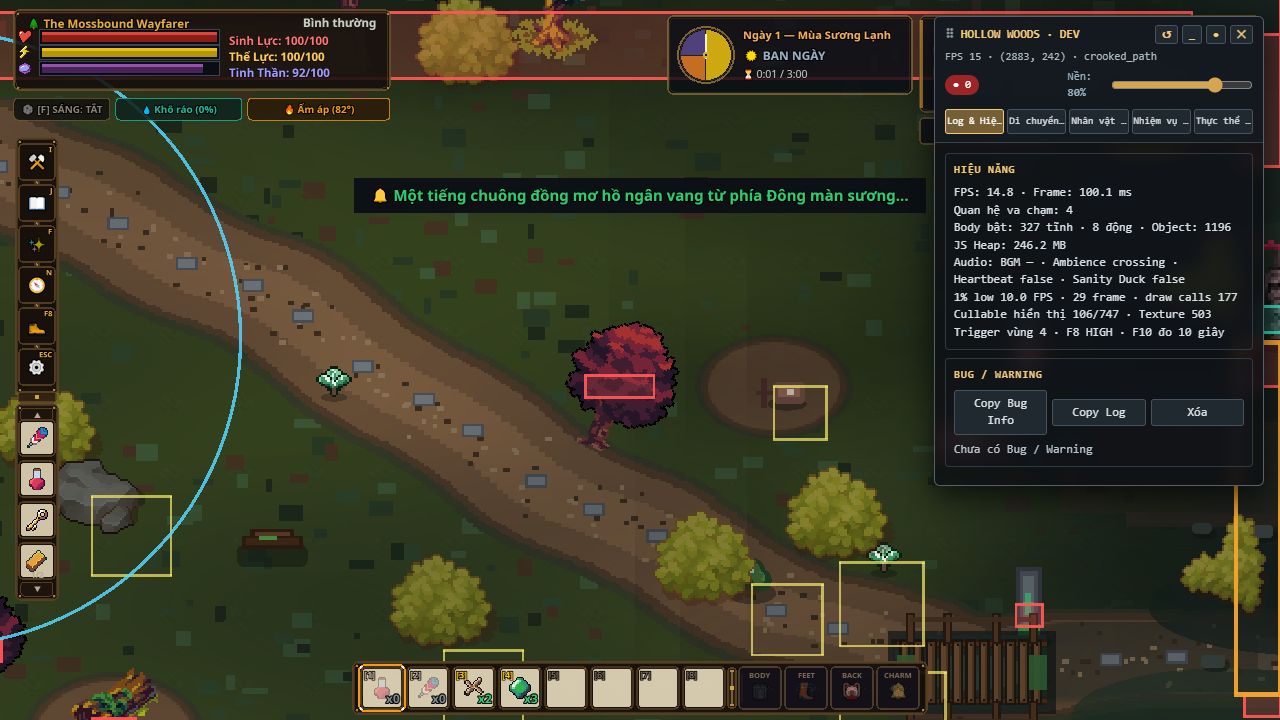 The Mossbound Wayfarer
Bình thường
Sinh Lực: 100/100
Thể Lực: 100/100
Tinh Thần: 92/100
[F] SÁNG: TẮT
Khô ráo (0%)
Ấm áp (82°)
Ngày 1 — Mùa Sương Lạnh
BAN NGÀY
0:01 / 3:00
Một tiếng chuông đồng mơ hồ ngân vang từ phía Đông màn sương...
HOLLOW WOODS · DEV
FPS 15 · (2883, 242) · crooked_path
0
Nền:
80%
Log & Hiệ…
Di chuyển…
Nhân vật …
Nhiệm vụ …
Thực thể …
HIỆU NĂNG
FPS: 14.8 · Frame: 100.1 ms
Quan hệ va chạm: 4
Body bật: 327 tĩnh · 8 động · Object: 1196
JS Heap: 246.2 MB
Audio: BGM — · Ambience crossing ·
Heartbeat false · Sanity Duck false
1% low 10.0 FPS · 29 frame · draw calls 177
Cullable hiển thị 106/747 · Texture 503
Trigger vùng 4 · F8 HIGH · F10 đo 10 giây
BUG / WARNING
Copy Bug
Info
Copy Log
Xóa
Chưa có Bug / Warning
I
J
F
N
F8
ESC
[1]
x0
[2]
x0
[3]
x2
[4]
x3
[5]
[6]
[7]
[8]
BODY
FEET
BACK
CHARM